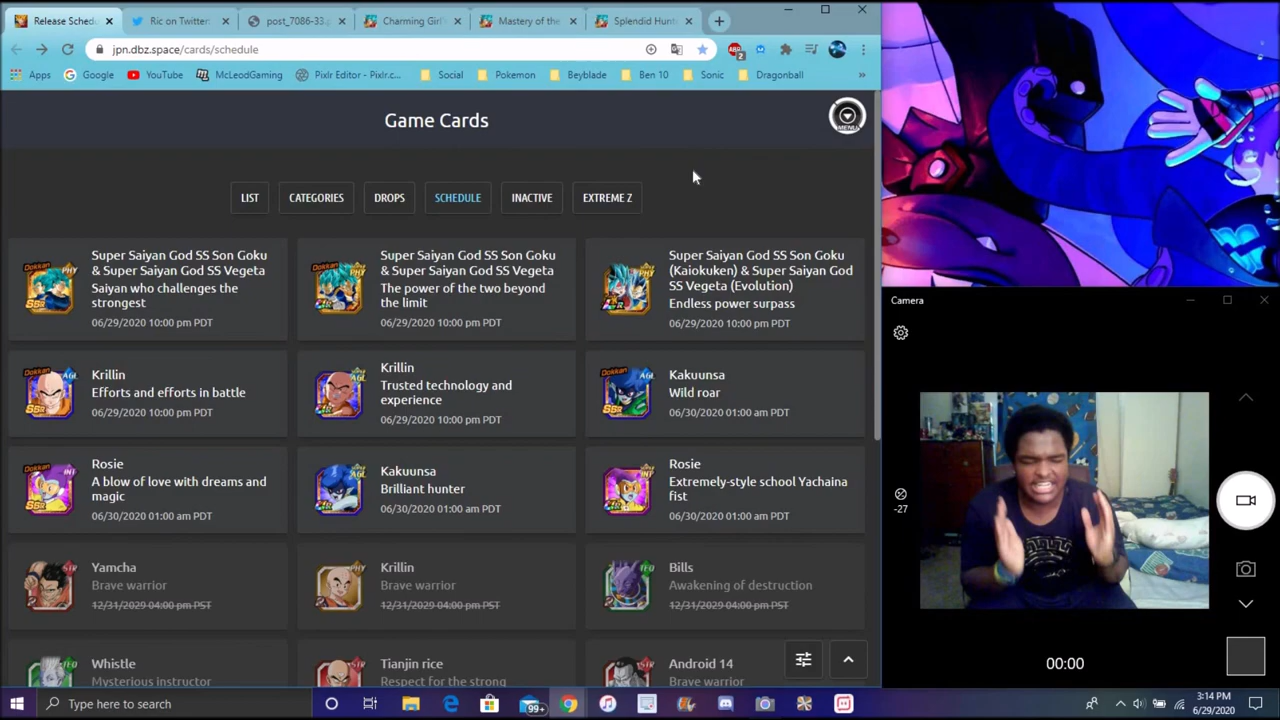 Release Schedu
Ric on Twitter:
post_7086-33.p
Charming Girl'
Mastery of the
Splendid Hunt
jpn.dbz.space/cards/schedule
Apps
Google
YouTube
McLeodGaming
Pixlr Editor - Pixlr.c...
Social
Pokemon
Beyblade
Ben 10
Sonic
Dragonball
»
Game Cards
MENU
LIST
CATEGORIES
DROPS
SCHEDULE
INACTIVE
EXTREME Z
Super Saiyan God SS Son Goku
& Super Saiyan God SS Vegeta
Saiyan who challenges the
strongest
06/29/2020 10:00 pm PDT
Super Saiyan God SS Son Goku
& Super Saiyan God SS Vegeta
The power of the two beyond
the limit
06/29/2020 10:00 pm PDT
Super Saiyan God SS Son Goku
(Kaiokuken) & Super Saiyan God
SS Vegeta (Evolution)
Endless power surpass
06/29/2020 10:00 pm PDT
Krillin
Efforts and efforts in battle
06/29/2020 10:00 pm PDT
Krillin
Trusted technology and
experience
06/29/2020 10:00 pm PDT
Kakuunsa
Wild roar
06/30/2020 01:00 am PDT
Rosie
A blow of love with dreams and
magic
06/30/2020 01:00 am PDT
Kakuunsa
Brilliant hunter
06/30/2020 01:00 am PDT
Rosie
Extremely-style school Yachaina
fist
06/30/2020 01:00 am PDT
Yamcha
Brave warrior
12/31/2029 04:00 pm PST
Krillin
Brave warrior
12/31/2029 04:00 pm PST
Bills
Awakening of destruction
12/31/2029 04:00 pm PST
Whistle
Mysterious instructor
Tianjin rice
Respect for the strong
Android 14
Camera
-27
00:00
Type here to search
99+
3:14 PM
6/29/2020